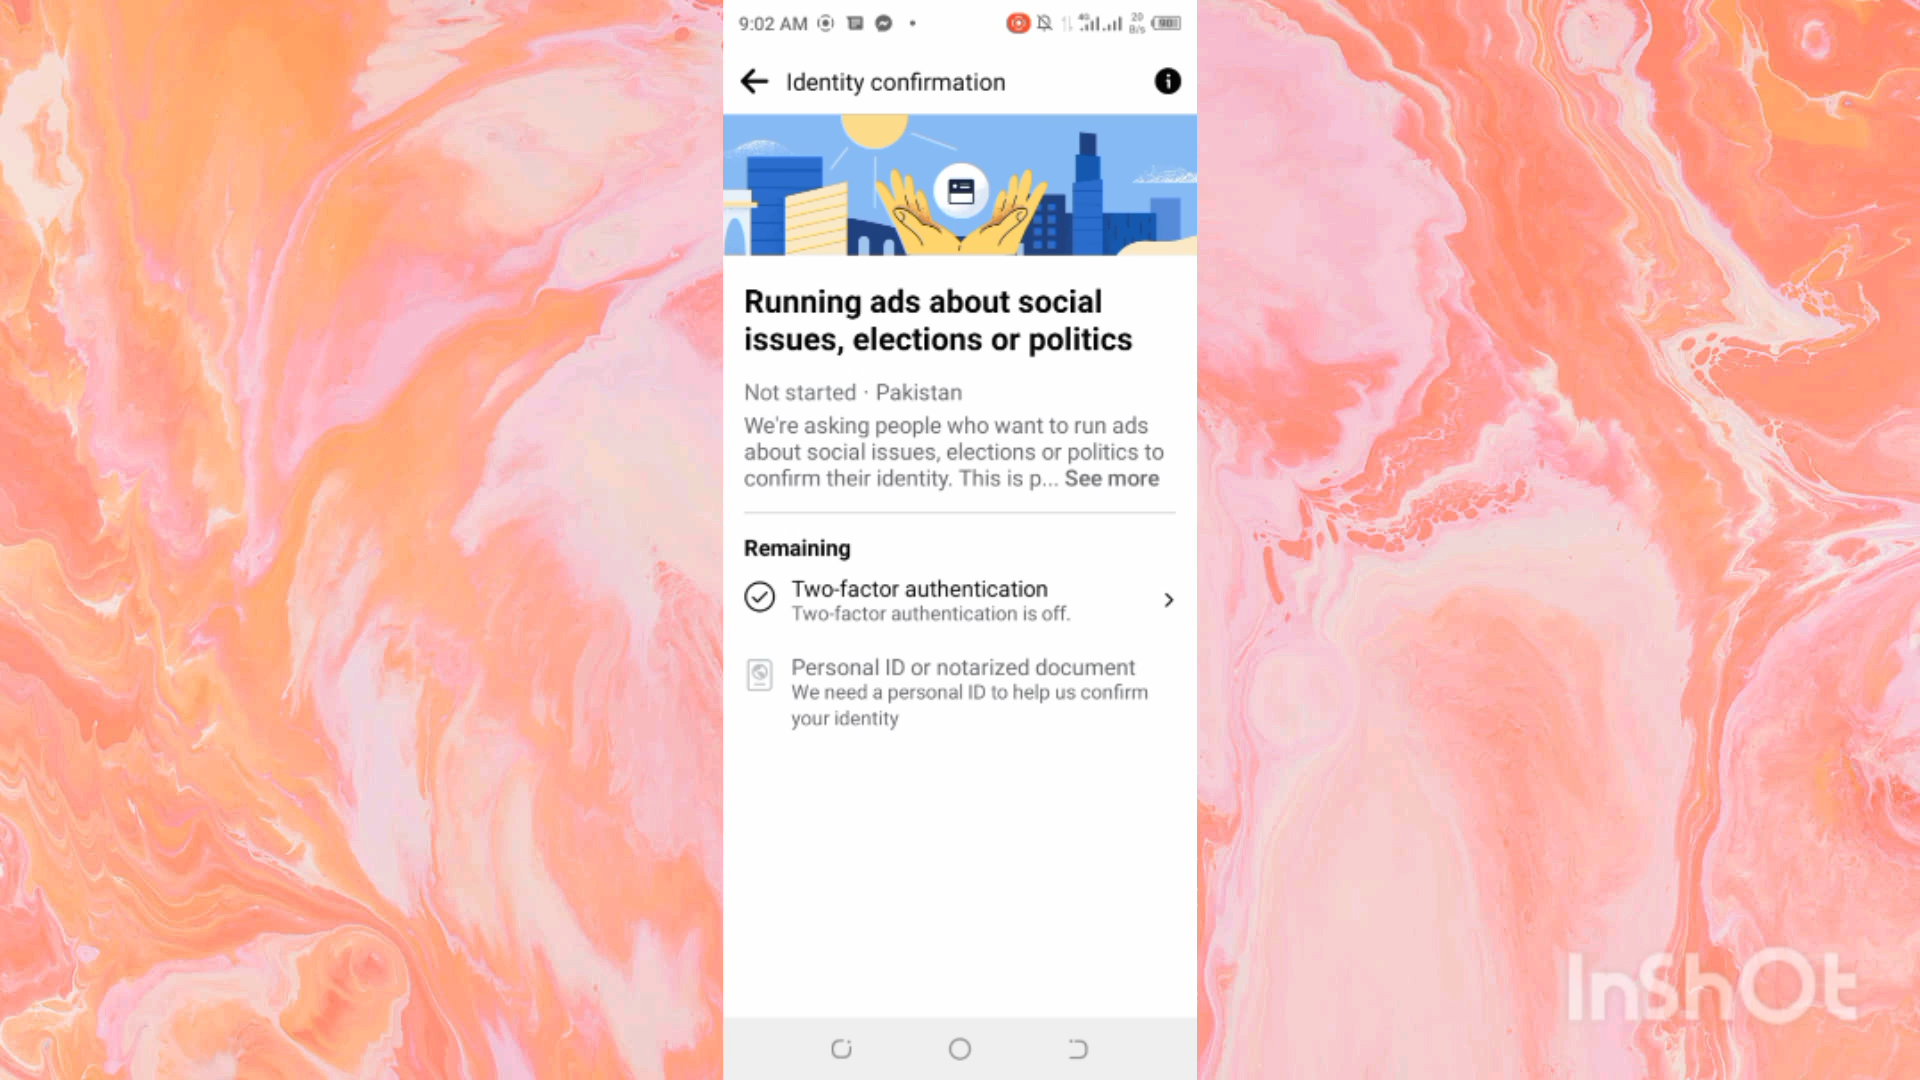 9:02 AM
4G
20
B/s
90
Identity confirmation
Running ads about social
issues, elections or politics
Not started · Pakistan
We're asking people who want to run ads
about social issues, elections or politics to
confirm their identity. This is p... See more
Remaining
Two-factor authentication
Two-factor authentication is off.
Personal ID or notarized document
We need a personal ID to help us confirm
your identity
InShOt